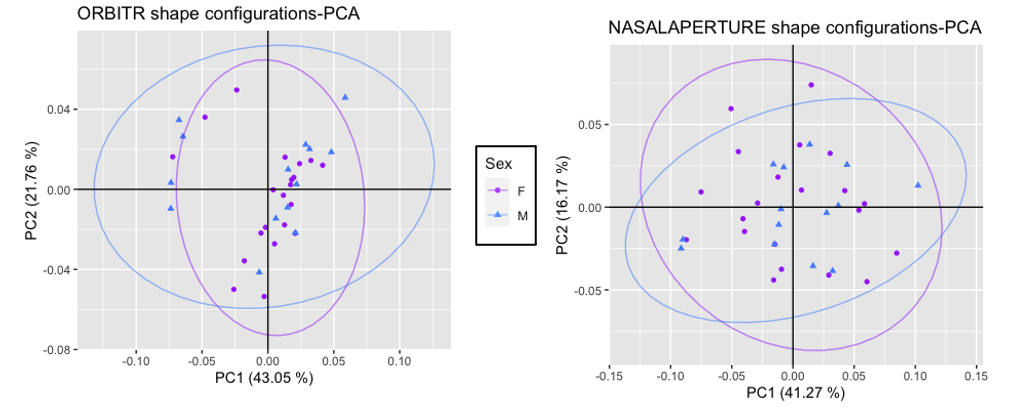 ORBITR shape configurations-PCA
PC2 (21.76 %)
0.04
0.00
-0.04
-0.08
-0.10
-0.05
0.00
0.05
0.10
PC1 (43.05 %)
Sex
F
M
NASALAPERTURE shape configurations-PCA
PC2 (16.17 %)
0.05
0.00
-0.05
-0.15
-0.10
-0.05
0.00
0.05
0.10
0.15
PC1 (41.27 %)